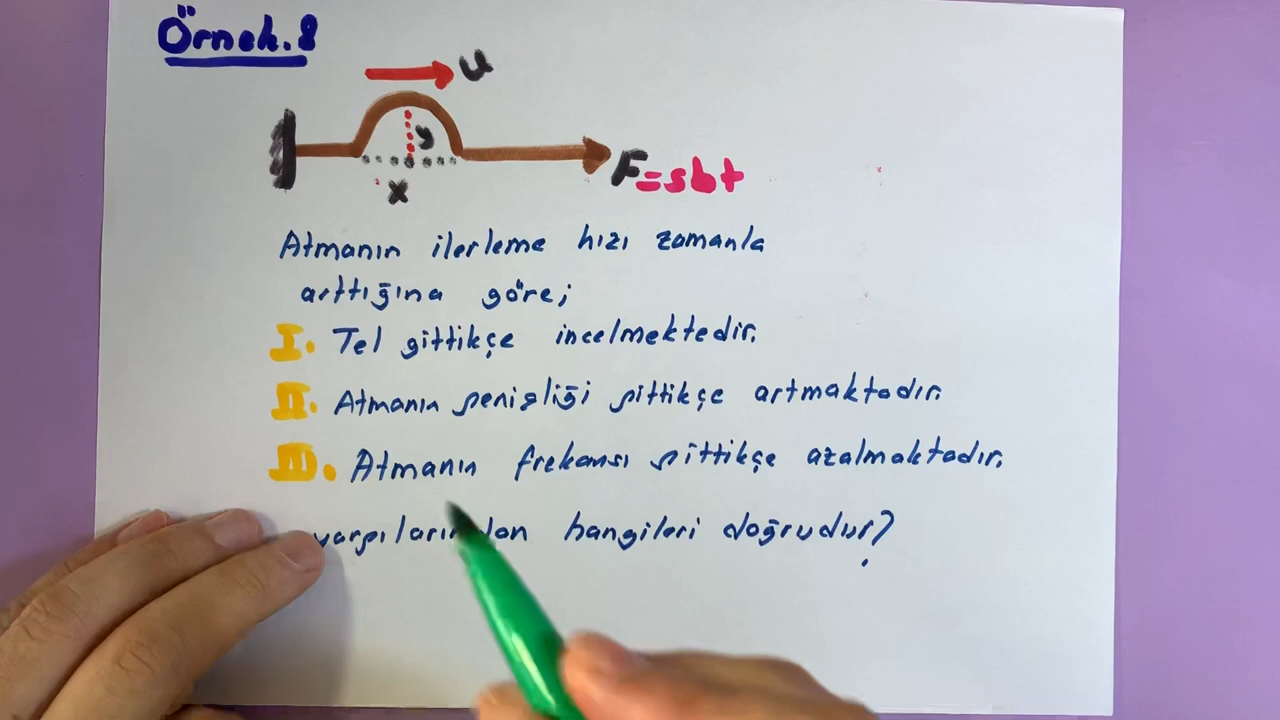 Örnek.8
u
y
x
F=sbt
Atmanın ilerleme hızı zamanla
arttığına göre;
I. Tel gittikçe incelmektedir.
II. Atmanın genişliği gittikçe artmaktadır.
III. Atmanın frekansı gittikçe azalmaktadır.
hangileri doğrudur?